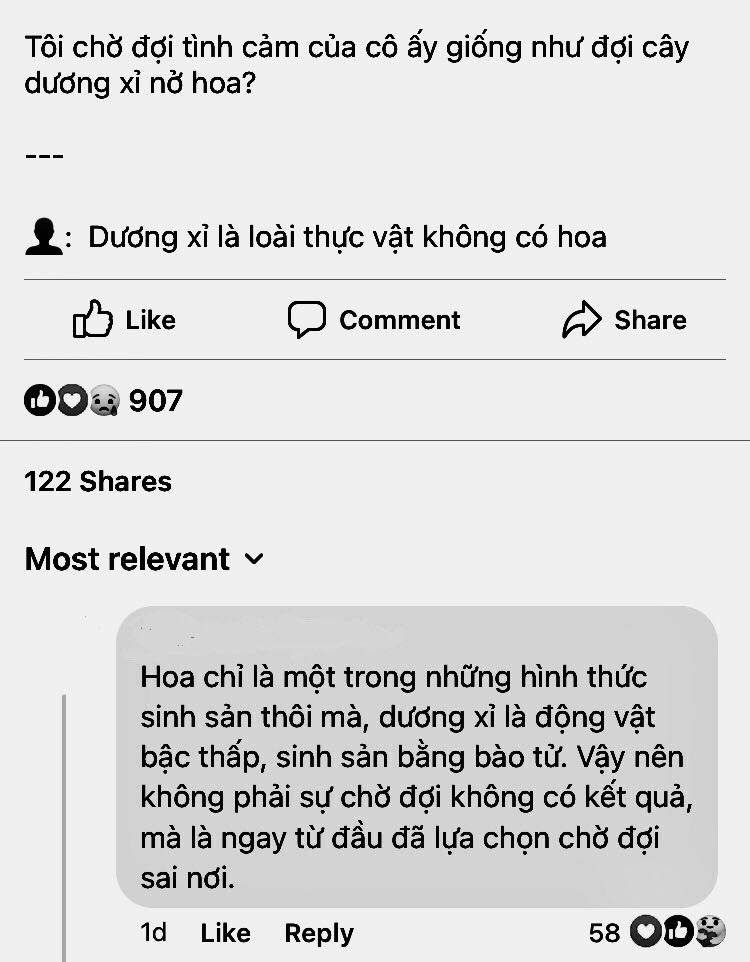 Tôi chờ đợi tình cảm của cô ấy giống như đợi cây
dương xỉ nở hoa?
---
: Dương xỉ là loài thực vật không có hoa
Like
Comment
Share
907
122 Shares
Most relevant
Hoa chỉ là một trong những hình thức
sinh sản thôi mà, dương xỉ là động vật
bậc thấp, sinh sản bằng bào tử. Vậy nên
không phải sự chờ đợi không có kết quả,
mà là ngay từ đầu đã lựa chọn chờ đợi
sai nơi.
1d Like Reply 58